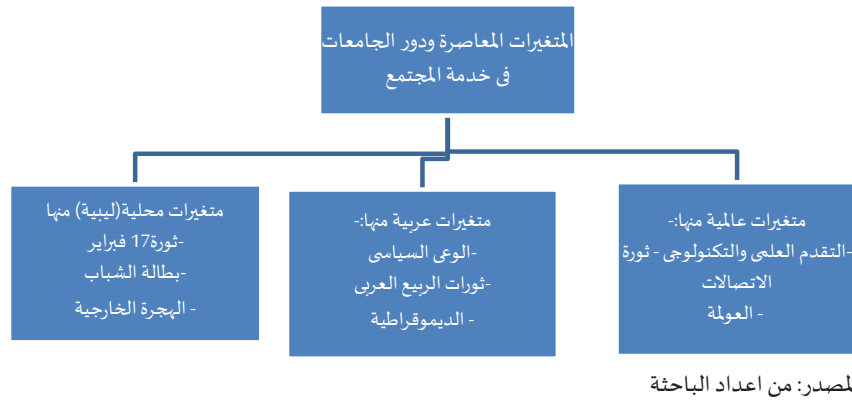 المتغيرات المعاصرة ودور الجامعات
فى خدمة المجتمع
متغيرات عالمية منها:-
-التقدم العلمى والتكنولوجى - ثورة
الاتصالات
- العولمة
متغيرات عربية منها:-
-الوعى السياسى
-ثورات الربيع العربى
- الديموقراطية
متغيرات محلية(ليبية) منها
-ثورة17 فبراير
-بطالة الشباب
- الهجرة الخارجية
لمصدر: من اعداد الباحثة